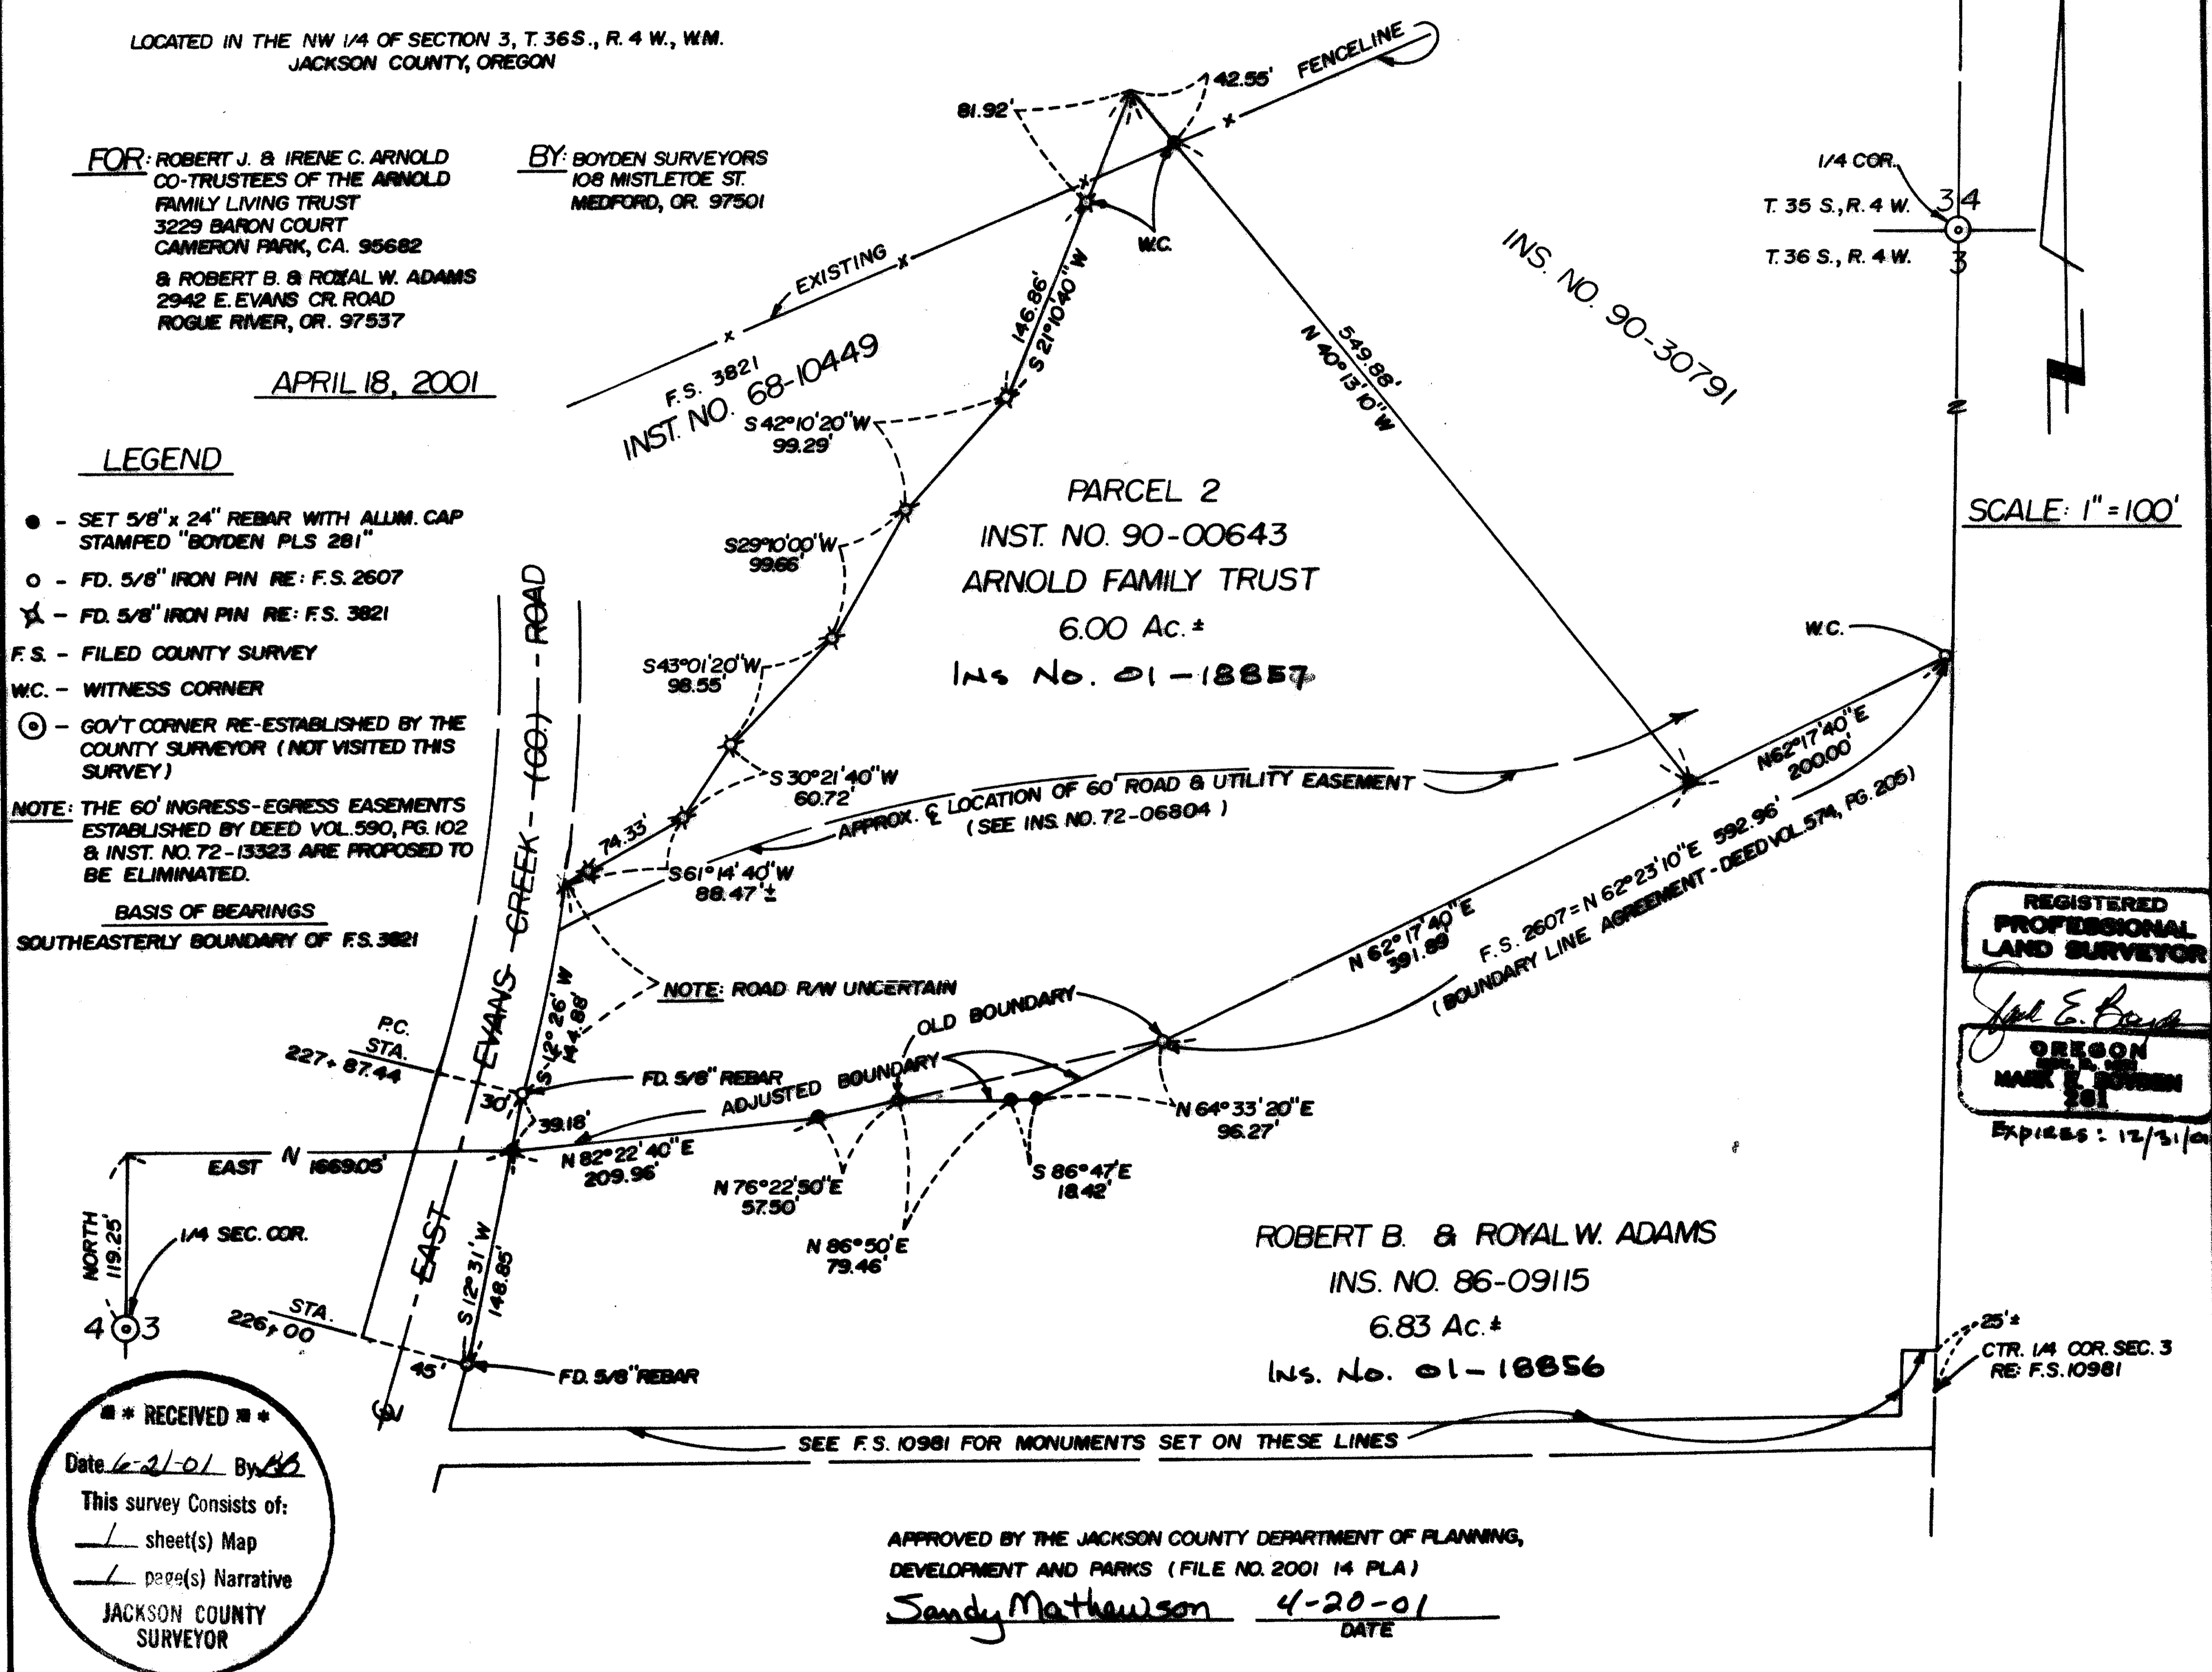 LOCATED IN THE NW 1/4 OF SECTION 3, T. 36 S., R. 4 W., W.M.
JACKSON COUNTY, OREGON
FOR: ROBERT J. & IRENE C. ARNOLD
CO-TRUSTEES OF THE ARNOLD
FAMILY LIVING TRUST
3229 BARON COURT
CAMERON PARK, CA. 95682
& ROBERT B. & ROYAL W. ADAMS
2942 E. EVANS CR. ROAD
ROGUE RIVER, OR. 97537
BY: BOYDEN SURVEYORS
108 MISTLETOE ST.
MEDFORD, OR. 97501
APRIL 18, 2001
LEGEND
- SET 5/8" x 24" REBAR WITH ALUM. CAP
STAMPED "BOYDEN PLS 281"
- FD. 5/8" IRON PIN RE: F.S. 2607
- FD. 5/8" IRON PIN RE: F.S. 3821
F.S. - FILED COUNTY SURVEY
W.C. - WITNESS CORNER
- GOV'T CORNER RE-ESTABLISHED BY THE
COUNTY SURVEYOR (NOT VISITED THIS
SURVEY)
NOTE: THE 60' INGRESS-EGRESS EASEMENTS
ESTABLISHED BY DEED VOL. 590, PG. 102
& INST. NO. 72-13323 ARE PROPOSED TO
BE ELIMINATED.
BASIS OF BEARINGS
SOUTHEASTERLY BOUNDARY OF F.S. 3821
81.92'
42.55'
FENCELINE
W.C.
EXISTING
146.86'
S 21°10'40" W
F.S. 3821
INST. NO. 68-10449
S 42°10'20" W
99.29'
S 29°10'00" W
99.66'
S 43°01'20" W
98.55'
S 30°21'40" W
60.72'
74.33'
S 61°14'40" W
88.47'±
549.88'
N 40°13'10" W
INS. NO. 90-30791
1/4 COR.
T. 35 S., R. 4 W.
34
T. 36 S., R. 4 W.
3
N
SCALE: 1" = 100'
PARCEL 2
INST. NO. 90-00643
ARNOLD FAMILY TRUST
6.00 Ac.±
Ins No. 01-18857
W.C.
N 62°17'40" E
200.00'
APPROX. ℄ LOCATION OF 60' ROAD & UTILITY EASEMENT
(SEE INS. NO. 72-06804)
N 62°17'40" E
391.89'
F.S. 2607 = N 62°23'10" E 592.96'
(BOUNDARY LINE AGREEMENT - DEED VOL. 574, PG. 205)
EAST EVANS CREEK (CO.) ROAD
S 12°26' W
144.88'
NOTE: ROAD R/W UNCERTAIN
OLD BOUNDARY
P.C.
STA.
227+87.44
30'
FD. 5/8" REBAR
ADJUSTED BOUNDARY
39.18'
N 82°22'40" E
209.96'
N 76°22'50" E
57.50'
N 86°50' E
79.46'
S 86°47' E
18.42'
N 64°33'20" E
96.27'
EAST N 1669.05'
NORTH
119.25'
1/4 SEC. COR.
4 3
STA.
226+00
45'
S 12°31' W
148.85'
FD. 5/8" REBAR
℄
ROBERT B. & ROYAL W. ADAMS
INS. NO. 86-09115
6.83 Ac.±
Ins. No. 01-18856
25'±
CTR. 1/4 COR. SEC. 3
RE: F.S. 10981
SEE F.S. 10981 FOR MONUMENTS SET ON THESE LINES
REGISTERED
PROFESSIONAL
LAND SURVEYOR
OREGON
MARK E. BOYDEN
281
Expires: 12/31/01
** RECEIVED **
Date 6-21-01 By BB
This survey Consists of:
1 sheet(s) Map
1 page(s) Narrative
JACKSON COUNTY
SURVEYOR
APPROVED BY THE JACKSON COUNTY DEPARTMENT OF PLANNING,
DEVELOPMENT AND PARKS (FILE NO. 2001 14 PLA)
Sandy Mathewson 4-20-01
DATE